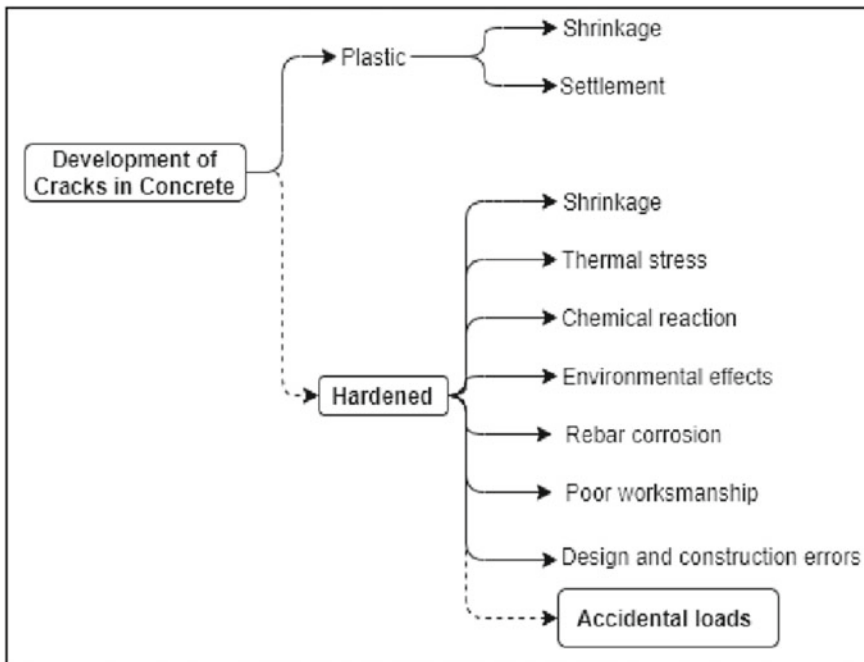 Shrinkage
Plastic
Settlement
Development of
Cracks in Concrete
Shrinkage
Thermal stress
Chemical reaction
Environmental effects
Hardened
Rebar corrosion
Poor worksmanship
Design and construction errors
Accidental loads